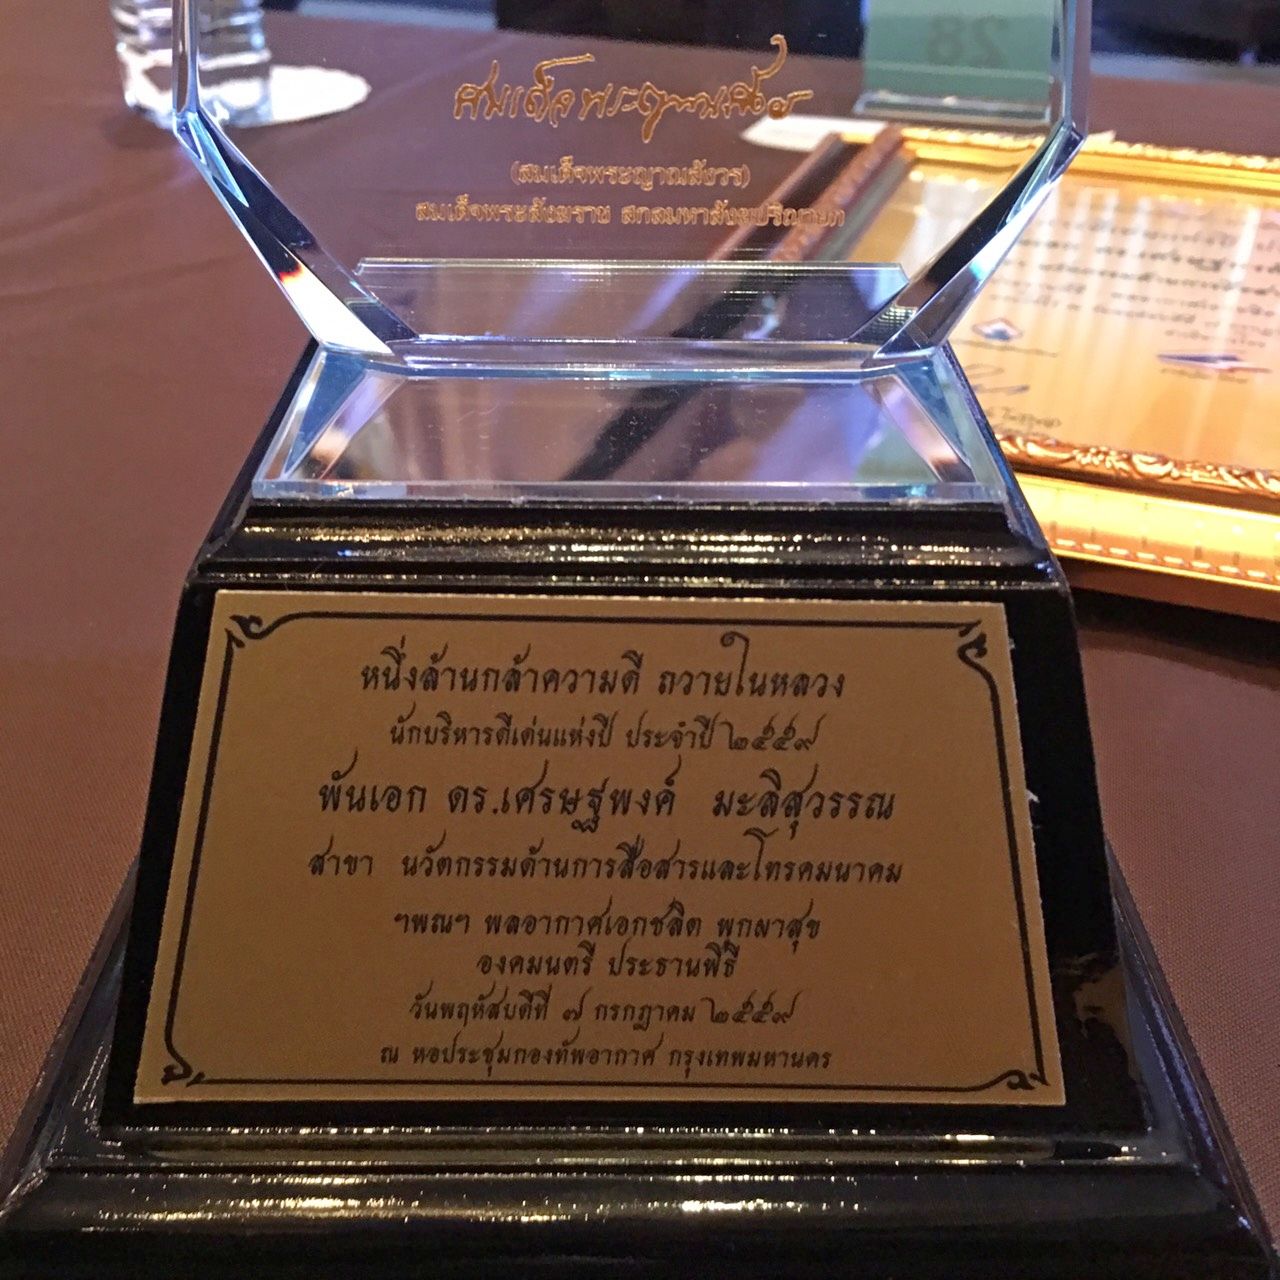 28
สมเด็จพระญาณสังวร
(สมเด็จพระญาณสังวร)
สมเด็จพระสังฆราช สกลมหาสังฆปริณายก
หนึ่งล้านกล้าความดี ถวายในหลวง
นักบริหารดีเด่นแห่งปี ประจำปี ๒๕๕๙
พันเอก ดร.เศรษฐพงค์ มะลิสุวรรณ
สาขา นวัตกรรมด้านการสื่อสารและโทรคมนาคม
ฯพณฯ พลอากาศเอกชลิต พุกผาสุข
องคมนตรี ประธานพิธี
วันพฤหัสบดีที่ ๗ กรกฎาคม ๒๕๕๙
ณ หอประชุมกองทัพอากาศ กรุงเทพมหานคร